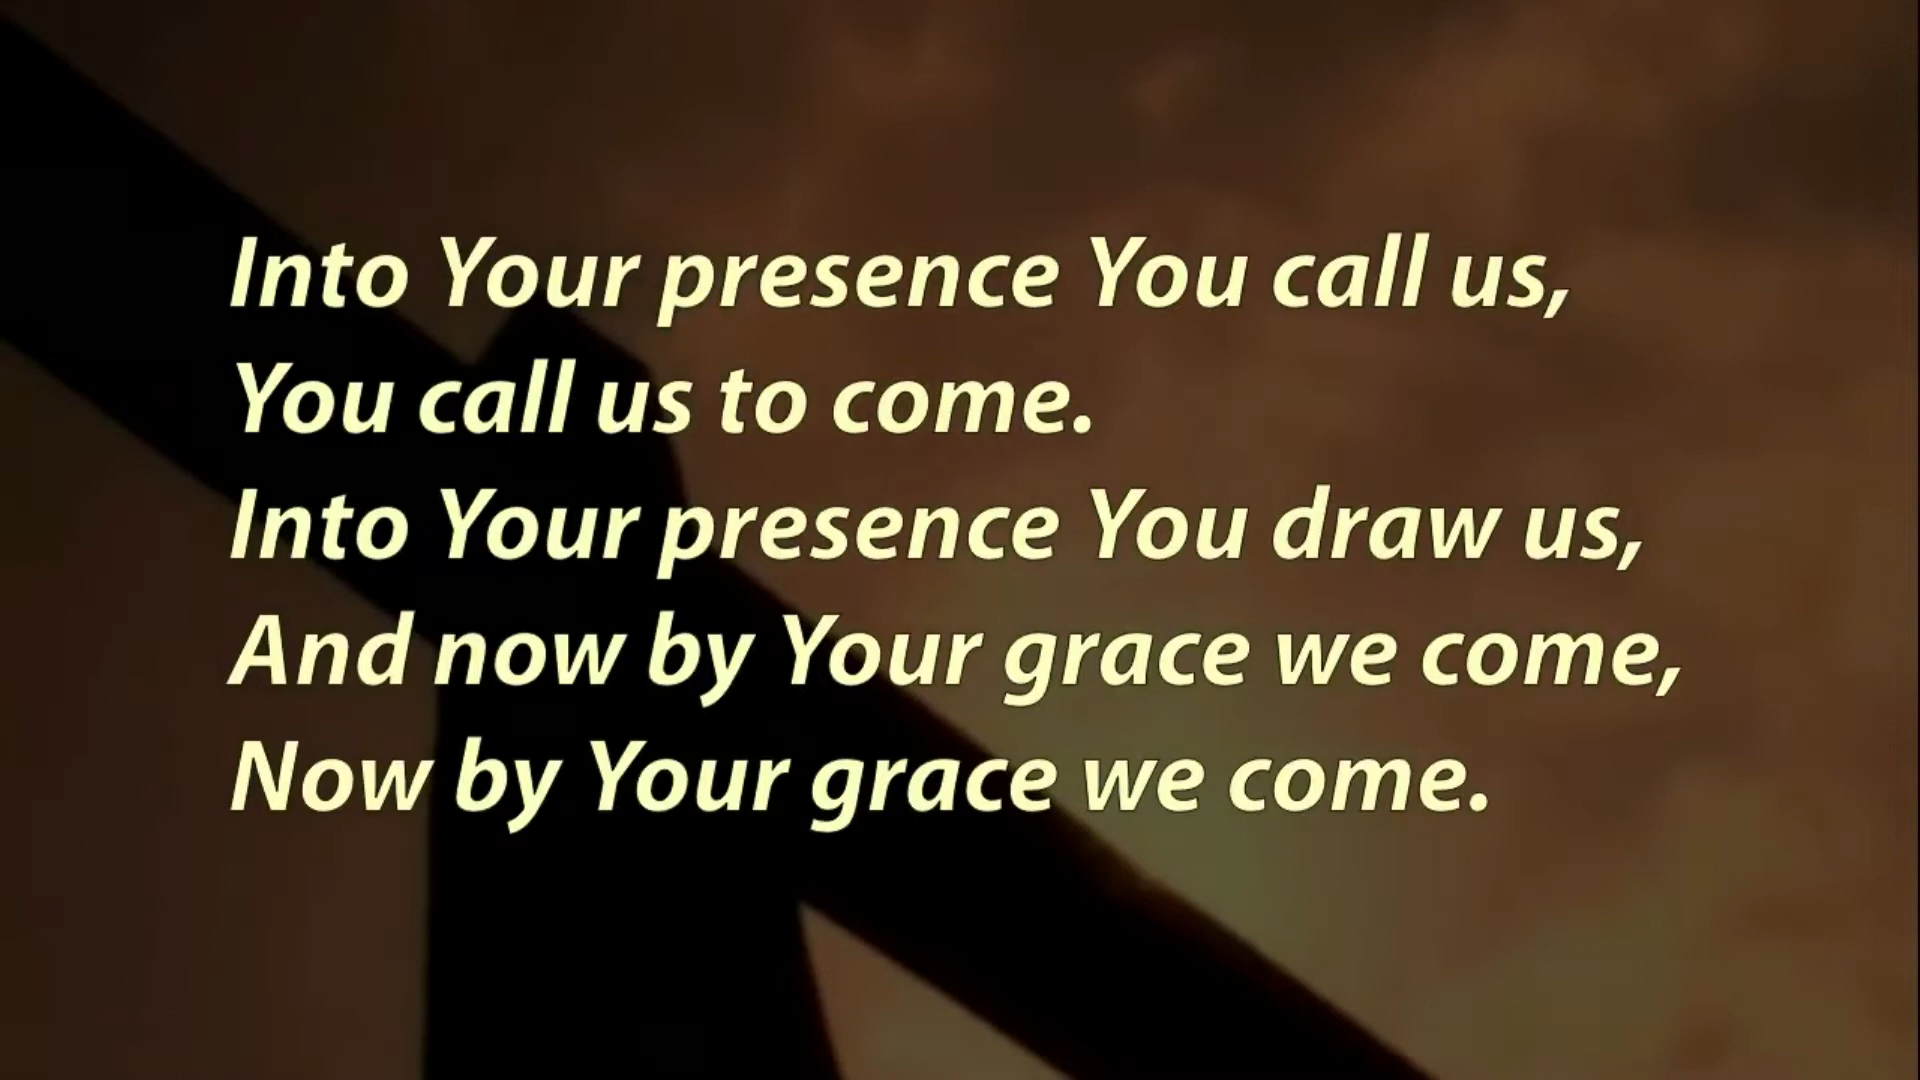 Into Your presence You call us,
You call us to come.
Into Your presence You draw us,
And now by Your grace we come,
Now by Your grace we come.